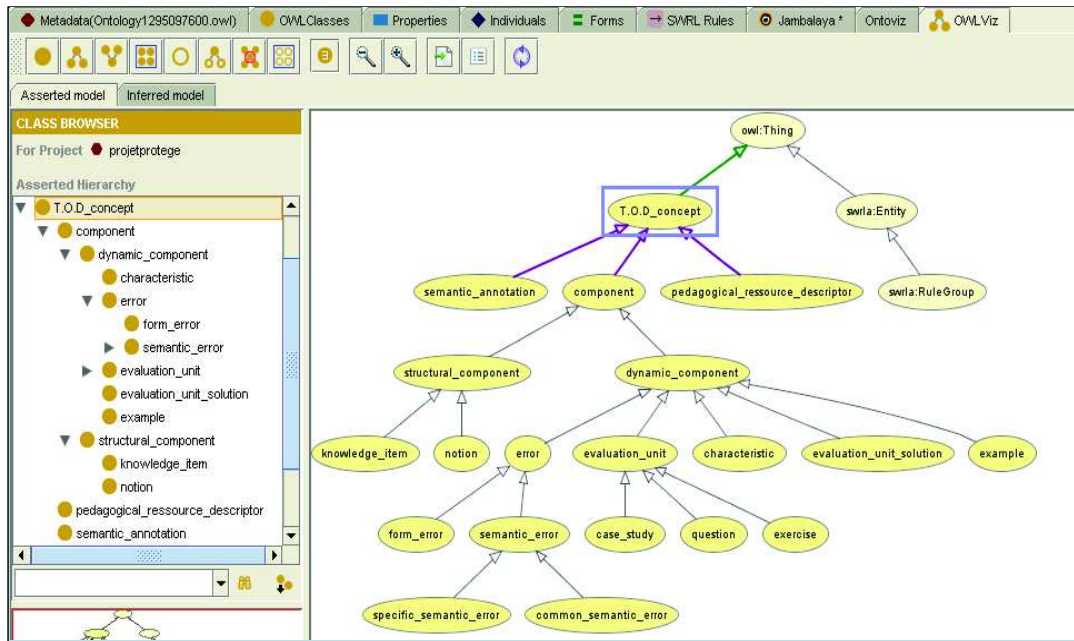 Metadata(Ontology1295097600.owl) OWLClasses Properties Individuals Forms SWRL Rules Jambalaya * Ontoviz OWLViz
Asserted model Inferred model
CLASS BROWSER
For Project projetprotege
Asserted Hierarchy
T.O.D_concept
component
dynamic_component
characteristic
error
form_error
semantic_error
evaluation_unit
evaluation_unit_solution
example
structural_component
knowledge_item
notion
pedagogical_ressource_descriptor
semantic_annotation
owl:Thing
T.O.D_concept swrla:Entity
semantic_annotation component pedagogical_ressource_descriptor swrla:RuleGroup
structural_component dynamic_component
knowledge_item notion error evaluation_unit characteristic evaluation_unit_solution example
form_error semantic_error case_study question exercise
specific_semantic_error common_semantic_error